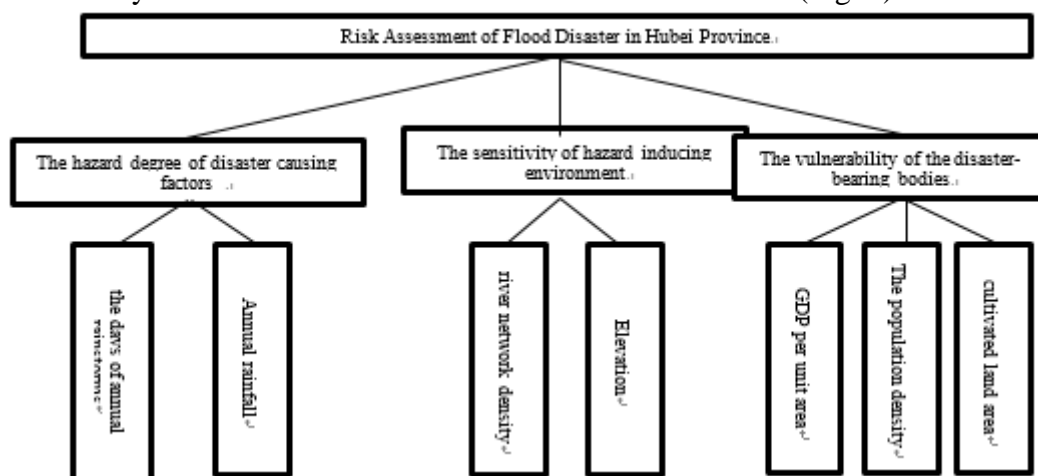 Risk Assessment of Flood Disaster in Hubei Province.
The hazard degree of disaster causing
factors
The sensitivity of hazard inducing
environment.
The vulnerability of the disaster-
bearing bodies.
the days of annual
rainstorms
Annual rainfall
river network density
Elevation
GDP per unit area
The population density
cultivated land area